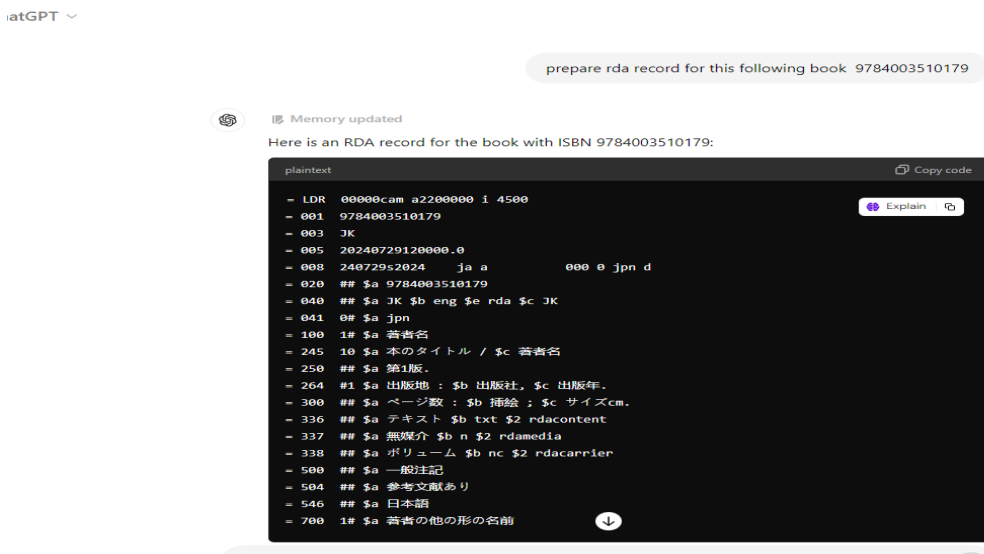 atGPT
prepare rda record for this following book 9784003510179
Memory updated
Here is an RDA record for the book with ISBN 9784003510179:
plaintext
Copy code
Explain
= LDR 00000cam a2200000 i 4500
= 001 9784003510179
= 003 JK
= 005 20240729120000.0
= 008 240729s2024 ja a 000 0 jpn d
= 020 ## $a 9784003510179
= 040 ## $a JK $b eng $e rda $c JK
= 041 0# $a jpn
= 100 1# $a 著者名
= 245 10 $a 本のタイトル / $c 著者名
= 250 ## $a 第1版.
= 264 #1 $a 出版地 : $b 出版社, $c 出版年.
= 300 ## $a ページ数 : $b 挿絵 ; $c サイズcm.
= 336 ## $a テキスト $b txt $2 rdacontent
= 337 ## $a 無媒介 $b n $2 rdamedia
= 338 ## $a ボリューム $b nc $2 rdacarrier
= 500 ## $a 一般注記
= 504 ## $a 参考文献あり
= 546 ## $a 日本語
= 700 1# $a 著者の他の形の名前